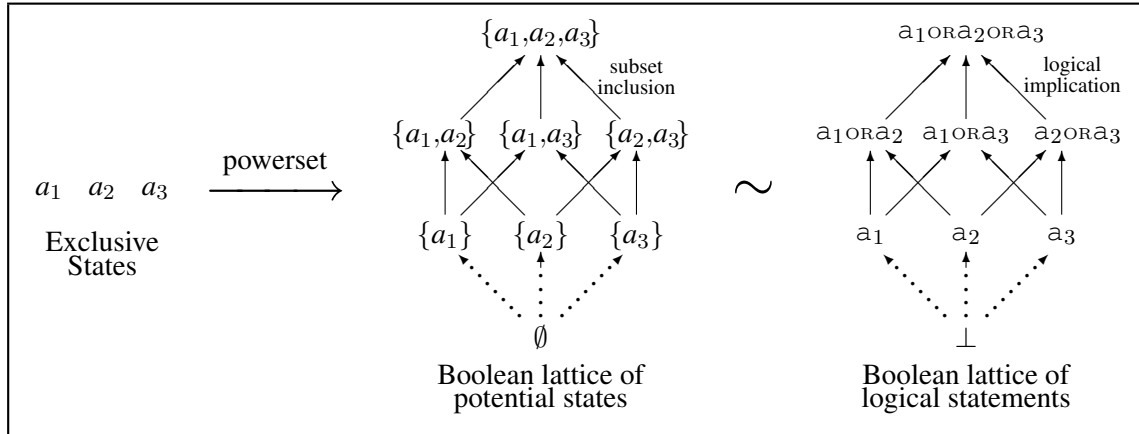 {a₁,a₂,a₃}
a₁ORa₂ORa₃
subset
inclusion
logical
implication
{a₁,a₂} {a₁,a₃} {a₂,a₃}
a₁ORa₂ a₁ORa₃ a₂ORa₃
powerset
a₁ a₂ a₃
∼
Exclusive
States
{a₁} {a₂} {a₃}
a₁ a₂ a₃
∅
⊥
Boolean lattice of
potential states
Boolean lattice of
logical statements